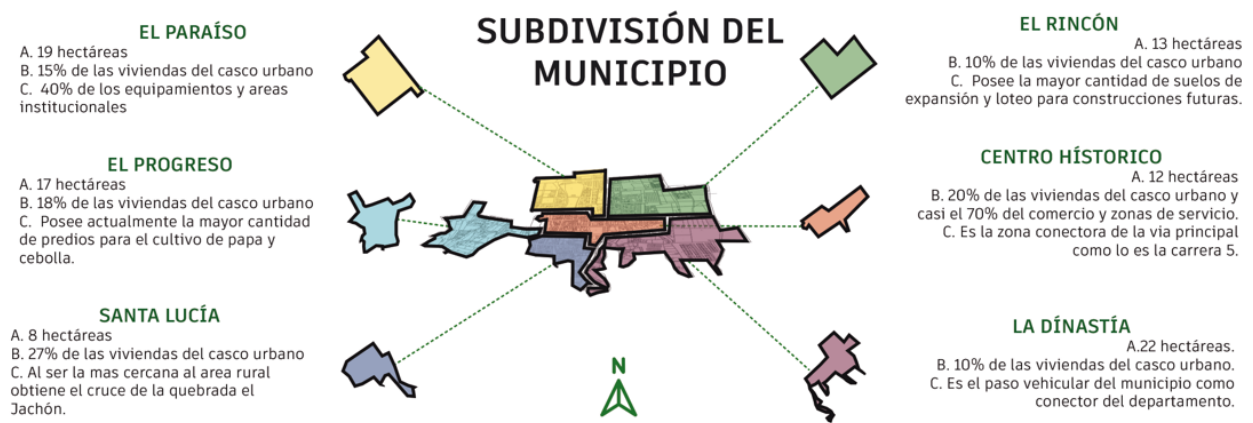 SUBDIVISIÓN DEL
MUNICIPIO
EL PARAÍSO
A. 19 hectáreas
B. 15% de las viviendas del casco urbano
C. 40% de los equipamientos y areas
institucionales
EL PROGRESO
A. 17 hectáreas
B. 18% de las viviendas del casco urbano
C. Posee actualmente la mayor cantidad
de predios para el cultivo de papa y
cebolla.
SANTA LUCÍA
A. 8 hectáreas
B. 27% de las viviendas del casco urbano
C. Al ser la mas cercana al area rural
obtiene el cruce de la quebrada el
Jachón.
EL RINCÓN
A. 13 hectáreas
B. 10% de las viviendas del casco urbano
C. Posee la mayor cantidad de suelos de
expansión y loteo para construcciones futuras.
CENTRO HÍSTORICO
A. 12 hectáreas
B. 20% de las viviendas del casco urbano y
casi el 70% del comercio y zonas de servicio.
C. Es la zona conectora de la via principal
como lo es la carrera 5.
LA DÍNASTÍA
A.22 hectáreas.
B. 10% de las viviendas del casco urbano.
C. Es el paso vehicular del municipio como
conector del departamento.
N